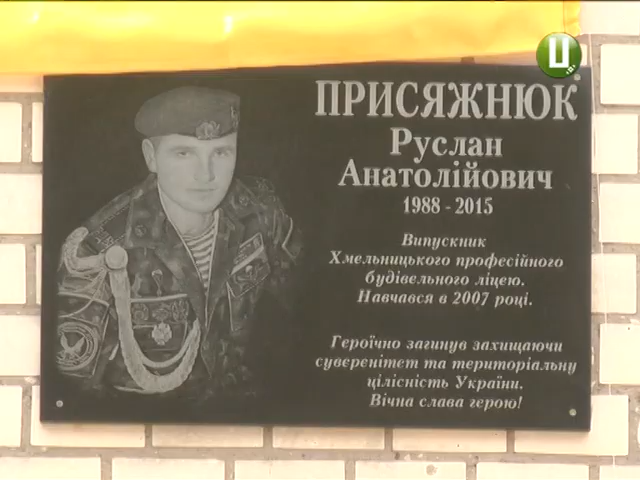 Ц
ПРИСЯЖНЮК
Руслан
Анатолійович
1988 - 2015
Випускник
Хмельницького професійного
будівельного ліцею.
Навчався в 2007 році.
Героїчно загинув захищаючи
суверенітет та територіальну
цілісність України.
Вічна слава герою!